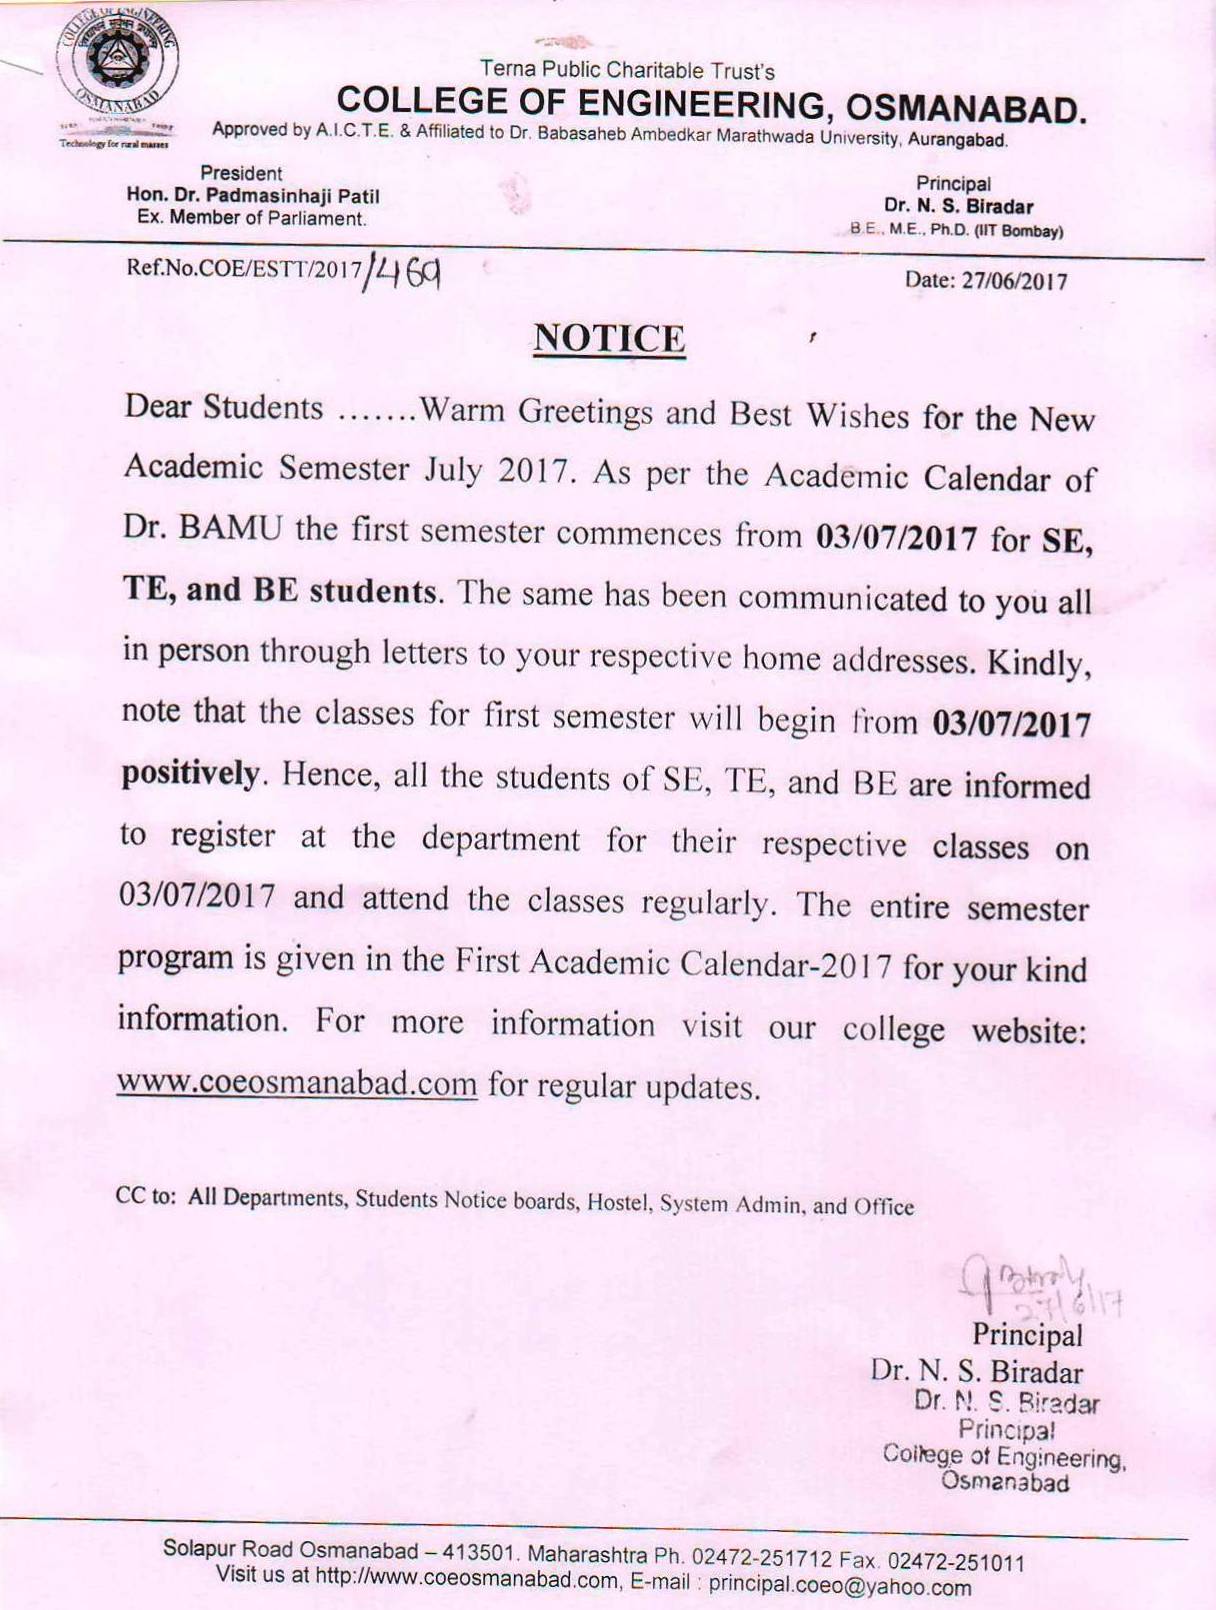 COLLEGE OF ENGINEERING
OSMANABAD
Technology for rural masses
Terna Public Charitable Trust's
COLLEGE OF ENGINEERING, OSMANABAD.
Approved by A.I.C.T.E. & Affiliated to Dr. Babasaheb Ambedkar Marathwada University, Aurangabad.
President
Hon. Dr. Padmasinhaji Patil
Ex. Member of Parliament.
Principal
Dr. N. S. Biradar
B.E., M.E., Ph.D. (IIT Bombay)
Ref.No.COE/ESTT/2017/469
Date: 27/06/2017
NOTICE
Dear Students .......Warm Greetings and Best Wishes for the New
Academic Semester July 2017. As per the Academic Calendar of
Dr. BAMU the first semester commences from 03/07/2017 for SE,
TE, and BE students. The same has been communicated to you all
in person through letters to your respective home addresses. Kindly,
note that the classes for first semester will begin from 03/07/2017
positively. Hence, all the students of SE, TE, and BE are informed
to register at the department for their respective classes on
03/07/2017 and attend the classes regularly. The entire semester
program is given in the First Academic Calendar-2017 for your kind
information. For more information visit our college website:
www.coeosmanabad.com for regular updates.
CC to: All Departments, Students Notice boards, Hostel, System Admin, and Office
27/6/17
Principal
Dr. N. S. Biradar
Dr. N. S. Biradar
Principal
College of Engineering,
Osmanabad
Solapur Road Osmanabad – 413501. Maharashtra Ph. 02472-251712 Fax. 02472-251011
Visit us at http://www.coeosmanabad.com, E-mail : principal.coeo@yahoo.com